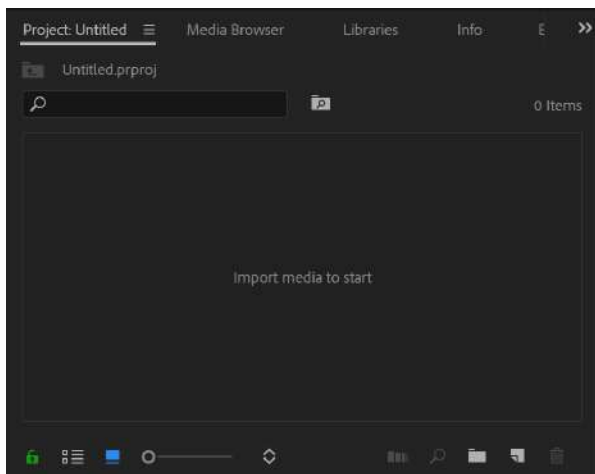 Project: Untitled Media Browser Libraries Info E
Untitled.prproj
0 Items
Import media to start